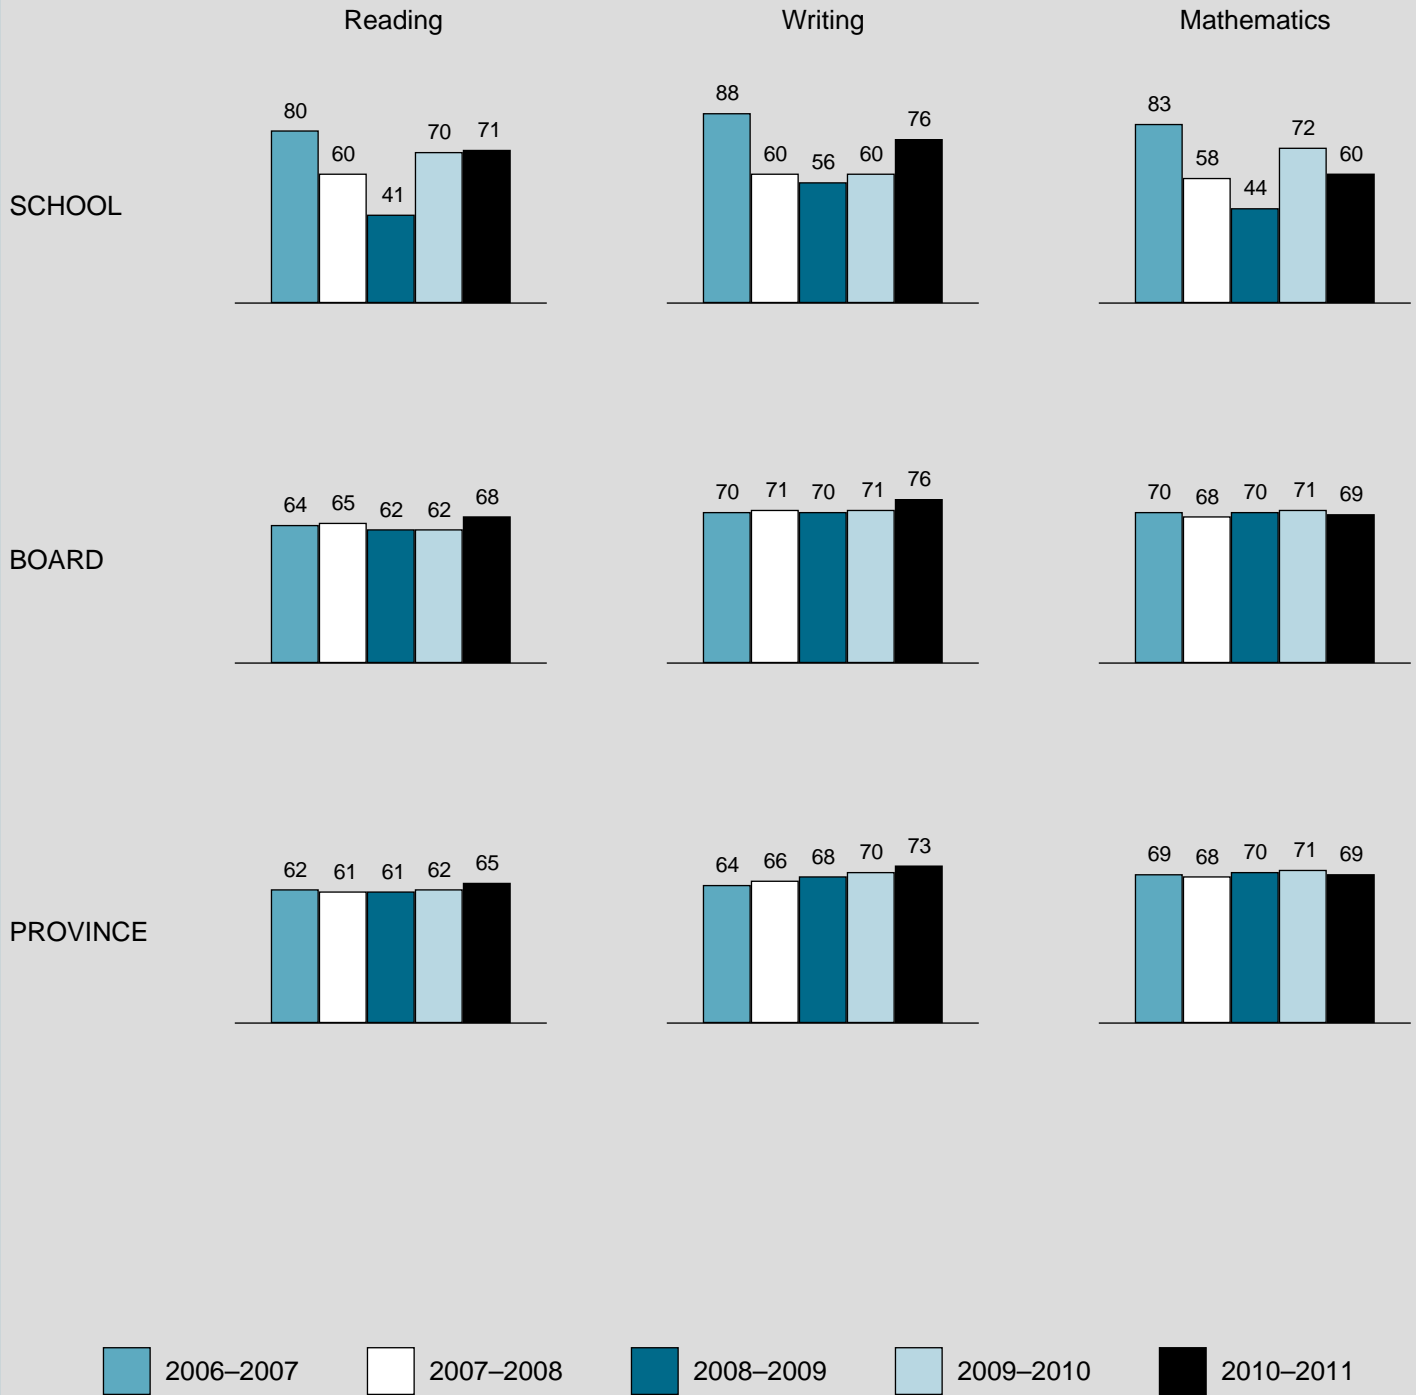 Reading Writing Mathematics
80 60 41 70 71
88 60 56 60 76
83 58 44 72 60
SCHOOL
64 65 62 62 68
70 71 70 71 76
70 68 70 71 69
BOARD
62 61 61 62 65
64 66 68 70 73
69 68 70 71 69
PROVINCE
2006–2007 2007–2008 2008–2009 2009–2010 2010–2011